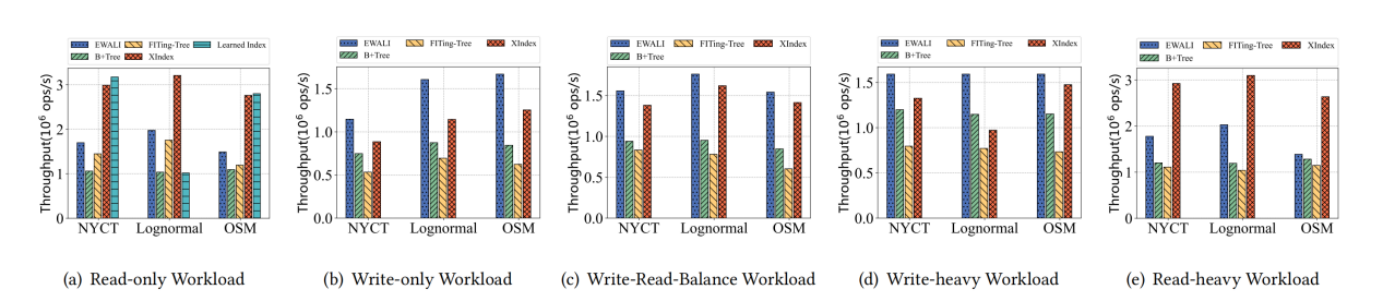 EWALI FITing-Tree Learned Index
B+Tree XIndex
Throughput(10⁶ ops/s)
3
2
1
0
NYCT Lognormal OSM
(a) Read-only Workload
EWALI FITing-Tree XIndex
B+Tree
Throughput(10⁶ ops/s)
1.5
1.0
0.5
0.0
NYCT Lognormal OSM
(b) Write-only Workload
EWALI FITing-Tree XIndex
B+Tree
Throughput(10⁶ ops/s)
1.5
1.0
0.5
0.0
NYCT Lognormal OSM
(c) Write-Read-Balance Workload
EWALI FITing-Tree XIndex
B+Tree
Throughput(10⁶ ops/s)
1.5
1.0
0.5
0.0
NYCT Lognormal OSM
(d) Write-heavy Workload
EWALI FITing-Tree XIndex
B+Tree
Throughput(10⁶ ops/s)
3
2
1
0
NYCT Lognormal OSM
(e) Read-heavy Workload